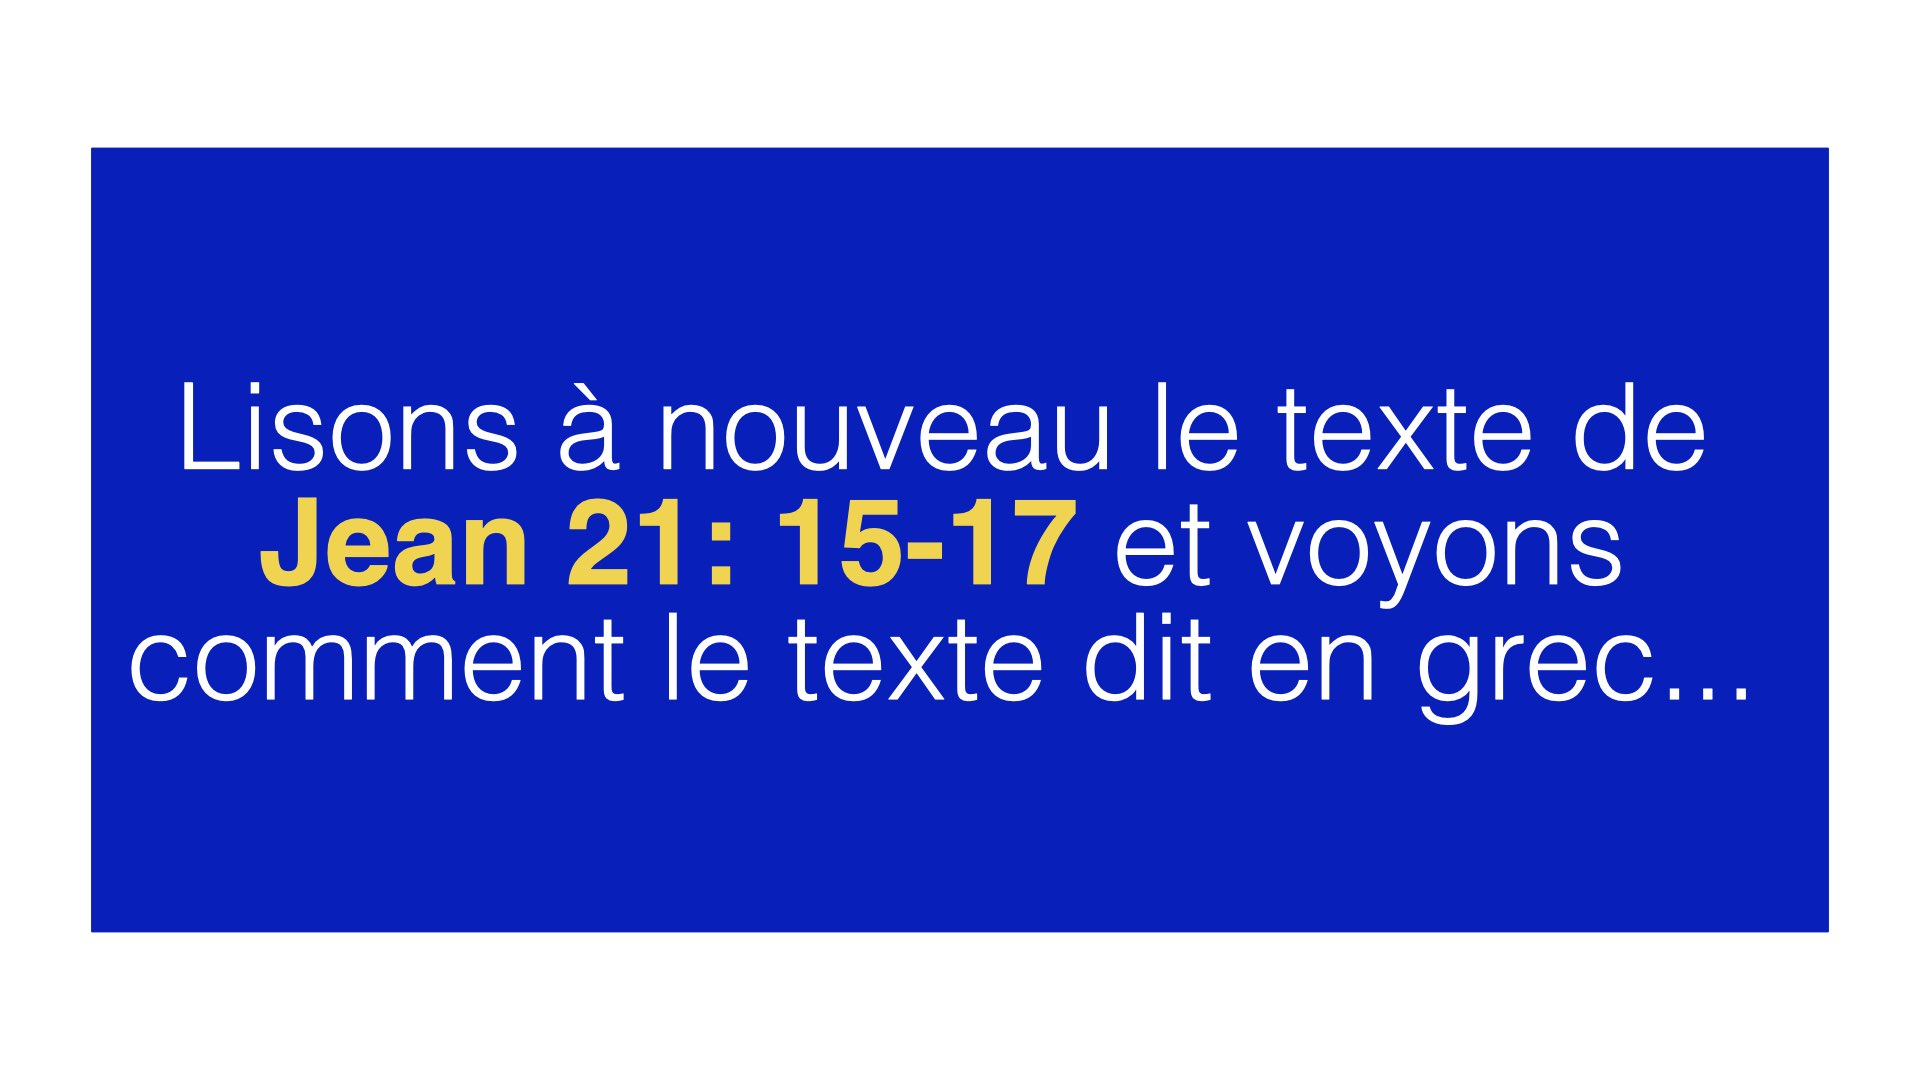 Lisons à nouveau le texte de
Jean 21: 15-17 et voyons
comment le texte dit en grec...